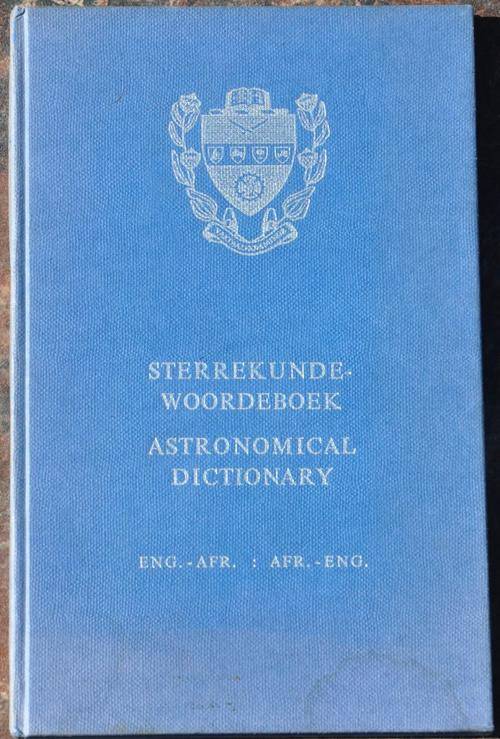 STERREKUNDE-
WOORDEBOEK
ASTRONOMICAL
DICTIONARY
ENG.-AFR. : AFR.-ENG.